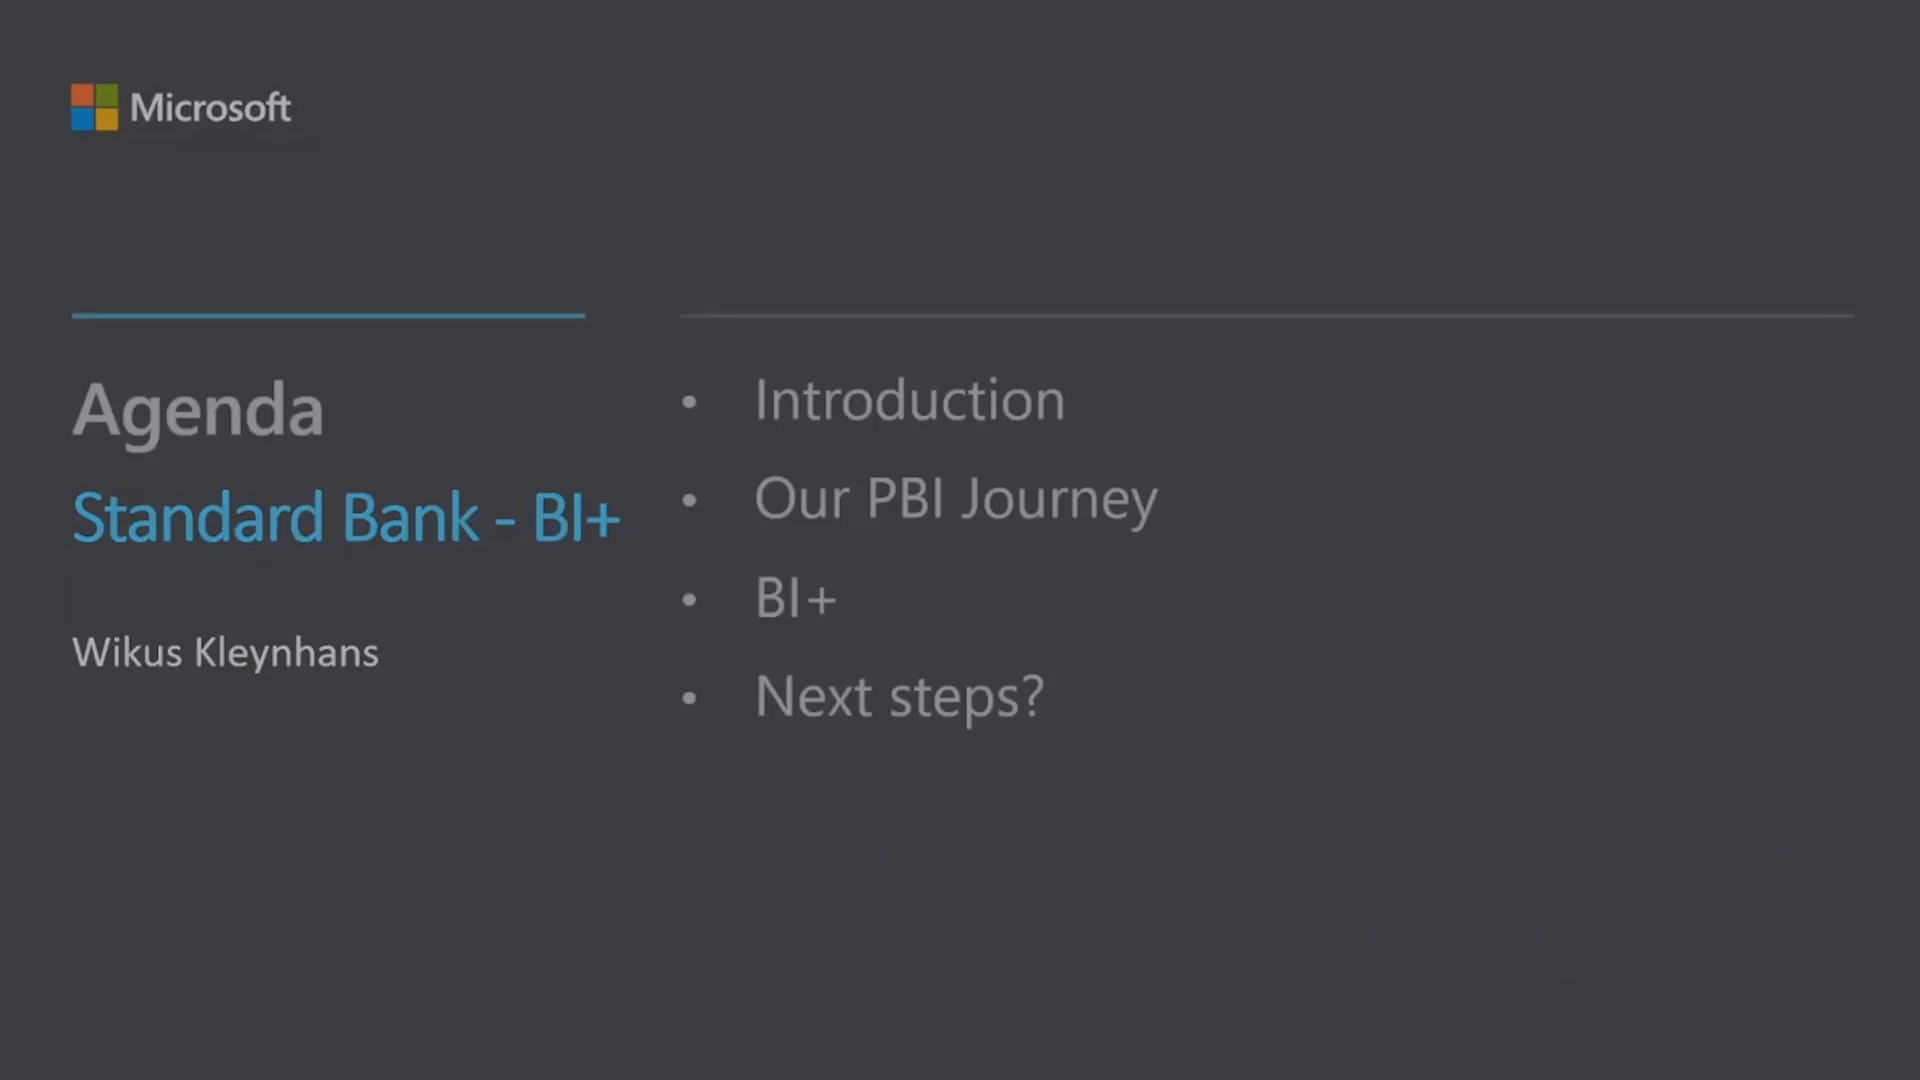 Microsoft
Agenda
Standard Bank - BI+
Wikus Kleynhans
• Introduction
• Our PBI Journey
• BI+
• Next steps?